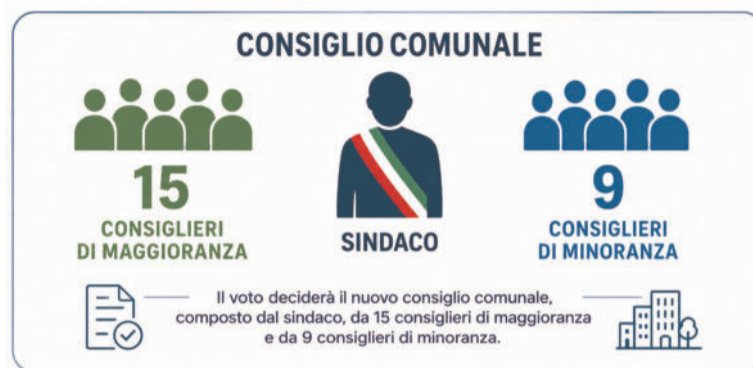 CONSIGLIO COMUNALE
15
CONSIGLIERI
DI MAGGIORANZA
SINDACO
9
CONSIGLIERI
DI MINORANZA
Il voto deciderà il nuovo consiglio comunale,
composto dal sindaco, da 15 consiglieri di maggioranza
e da 9 consiglieri di minoranza.